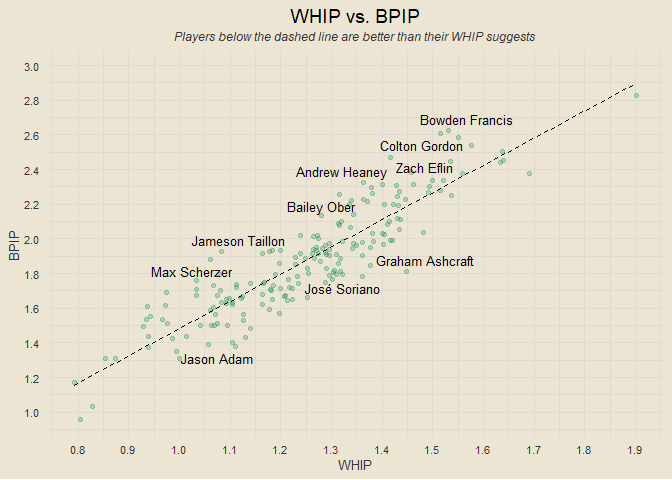 WHIP vs. BPIP
Players below the dashed line are better than their WHIP suggests
3.0
2.8
2.6
2.4
2.2
2.0
1.8
1.6
1.4
1.2
1.0
BPIP
Bowden Francis
Colton Gordon
Zach Eflin
Andrew Heaney
Bailey Ober
Jameson Taillon
Graham Ashcraft
Max Scherzer
José Soriano
Jason Adam
0.8 0.9 1.0 1.1 1.2 1.3 1.4 1.5 1.6 1.7 1.8 1.9
WHIP